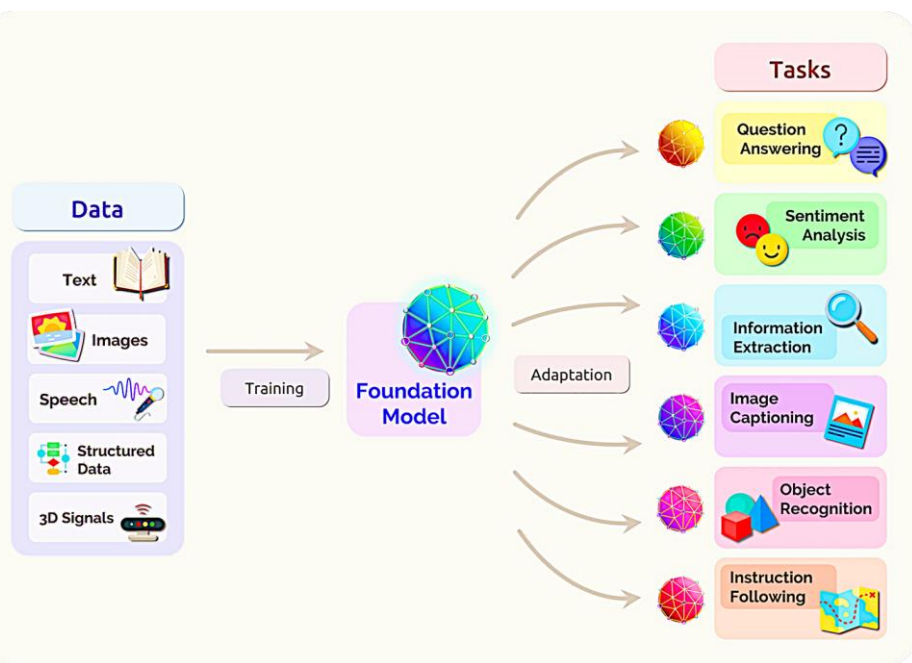 Data
Text
Images
Speech
Structured
Data
3D Signals
Training
Foundation
Model
Adaptation
Tasks
Question
Answering
?
Sentiment
Analysis
Information
Extraction
Image
Captioning
Object
Recognition
Instruction
Following